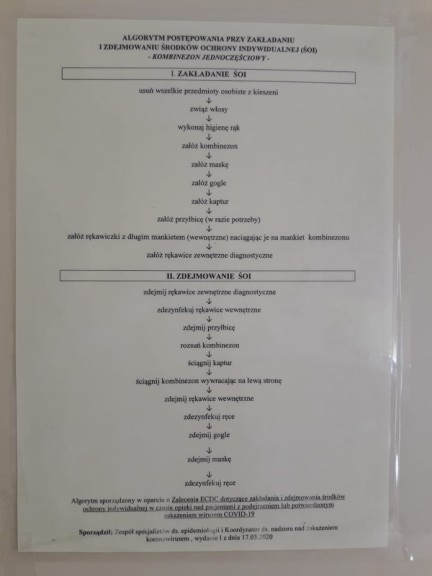 ALGORYTM POSTĘPOWANIA PRZY ZAKŁADANIU
I ZDEJMOWANIU ŚRODKÓW OCHRONY INDYWIDUALNEJ (ŚOI)
- KOMBINEZON JEDNOCZĘŚCIOWY -
I. ZAKŁADANIE ŚOI
usuń wszelkie przedmioty osobiste z kieszeni
↓
zwiąż włosy
↓
wykonaj higienę rąk
↓
załóż kombinezon
↓
załóż maskę
↓
załóż gogle
↓
załóż kaptur
↓
załóż przyłbicę (w razie potrzeby)
↓
załóż rękawiczki z długim mankietem (wewnętrzne) naciągając je na mankiet kombinezonu
↓
załóż rękawice zewnętrzne diagnostyczne
II. ZDEJMOWANIE ŚOI
zdejmij rękawice zewnętrzne diagnostyczne
↓
zdezynfekuj rękawice wewnętrzne
↓
zdejmij przyłbicę
↓
rozsuń kombinezon
↓
ściągnij kaptur
↓
ściągnij kombinezon wywracając na lewą stronę
↓
zdejmij rękawice wewnętrzne
↓
zdezynfekuj ręce
↓
zdejmij gogle
↓
zdejmij maskę
↓
zdezynfekuj ręce
Algorytm sporządzony w oparciu o Zalecenia ECDC dotyczące zakładania i zdejmowania środków
ochrony indywidualnej w czasie opieki nad pacjentami z podejrzeniem lub potwierdzonym
zakażeniem wirusem COVID-19
Sporządził: Zespół specjalistów ds. epidemiologii i Koordynator ds. nadzoru nad zakażeniem
koronawirusem , wydanie I z dnia 17.03.2020